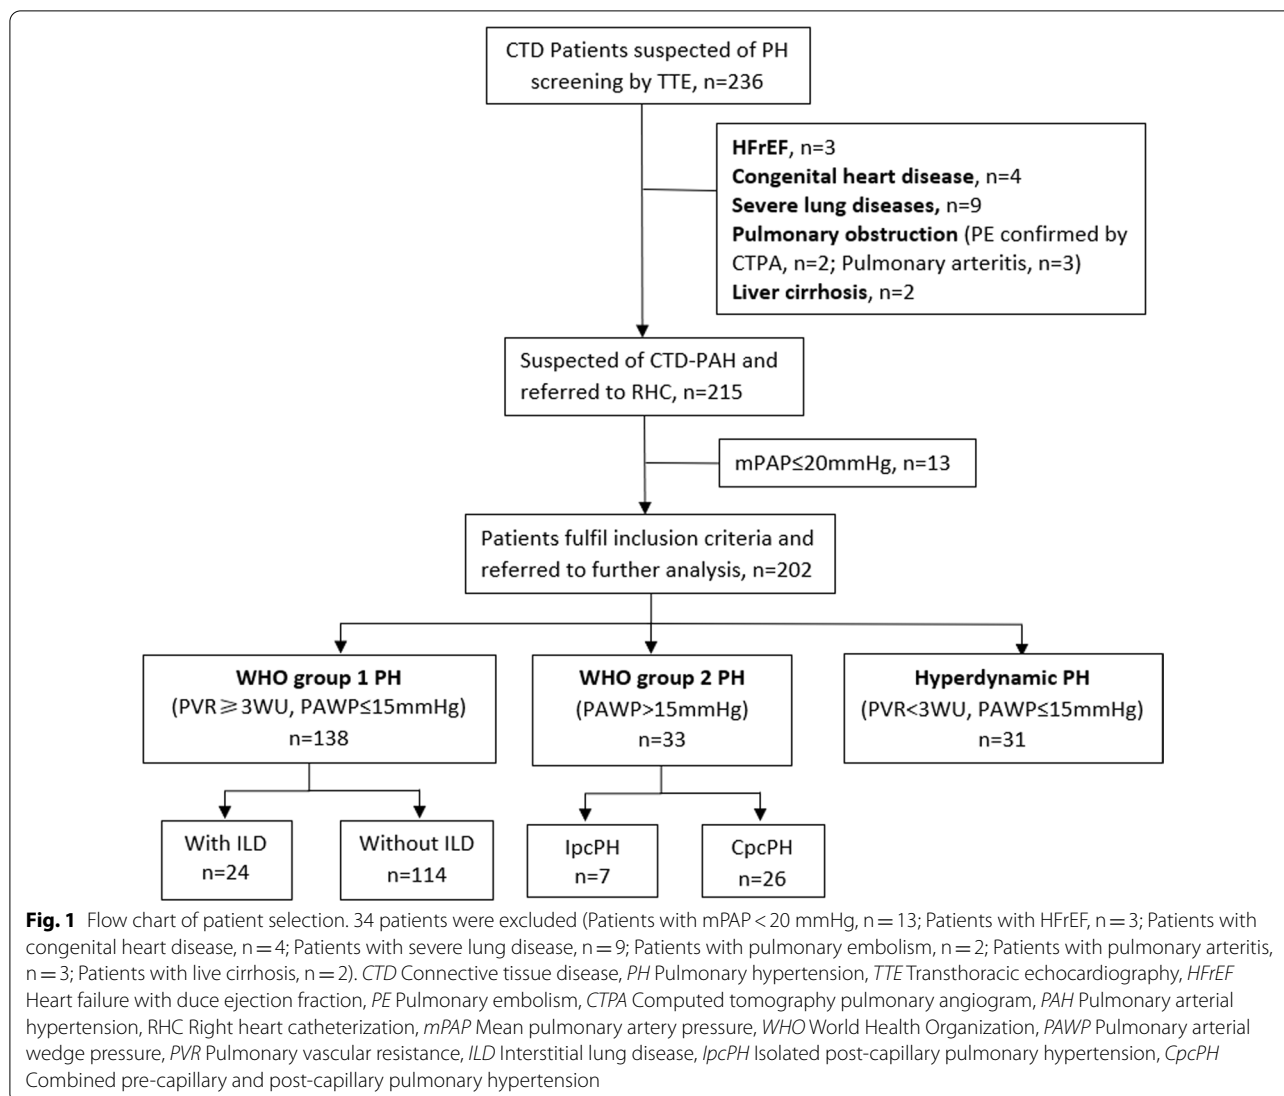 CTD Patients suspected of PH
screening by TTE, n=236
HFrEF, n=3
Congenital heart disease, n=4
Severe lung diseases, n=9
Pulmonary obstruction (PE confirmed by
CTPA, n=2; Pulmonary arteritis, n=3)
Liver cirrhosis, n=2
Suspected of CTD-PAH and
referred to RHC, n=215
mPAP≤20mmHg, n=13
Patients fulfil inclusion criteria and
referred to further analysis, n=202
WHO group 1 PH
(PVR⩾3WU, PAWP≤15mmHg)
n=138
WHO group 2 PH
(PAWP>15mmHg)
n=33
Hyperdynamic PH
(PVR<3WU, PAWP≤15mmHg)
n=31
With ILD
n=24
Without ILD
n=114
IpcPH
n=7
CpcPH
n=26
Fig. 1 Flow chart of patient selection. 34 patients were excluded (Patients with mPAP < 20 mmHg, n = 13; Patients with HFrEF, n = 3; Patients with
congenital heart disease, n = 4; Patients with severe lung disease, n = 9; Patients with pulmonary embolism, n = 2; Patients with pulmonary arteritis,
n = 3; Patients with live cirrhosis, n = 2). CTD Connective tissue disease, PH Pulmonary hypertension, TTE Transthoracic echocardiography, HFrEF
Heart failure with duce ejection fraction, PE Pulmonary embolism, CTPA Computed tomography pulmonary angiogram, PAH Pulmonary arterial
hypertension, RHC Right heart catheterization, mPAP Mean pulmonary artery pressure, WHO World Health Organization, PAWP Pulmonary arterial
wedge pressure, PVR Pulmonary vascular resistance, ILD Interstitial lung disease, IpcPH Isolated post-capillary pulmonary hypertension, CpcPH
Combined pre-capillary and post-capillary pulmonary hypertension